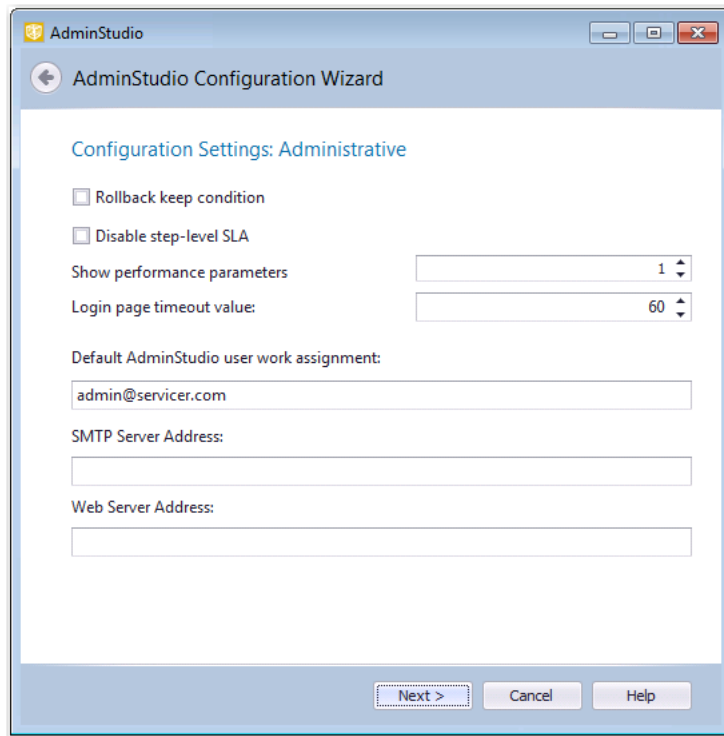 AdminStudio
AdminStudio Configuration Wizard
Configuration Settings: Administrative
Rollback keep condition
Disable step-level SLA
Show performance parameters 1
Login page timeout value: 60
Default AdminStudio user work assignment:
admin@servicer.com
SMTP Server Address:
Web Server Address:
Next > Cancel Help